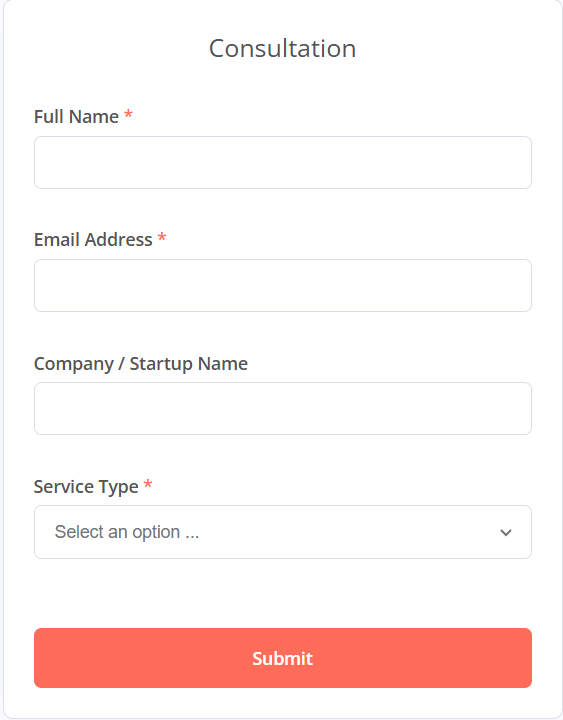 Consultation
Full Name *
Email Address *
Company / Startup Name
Service Type *
Select an option ...
Submit